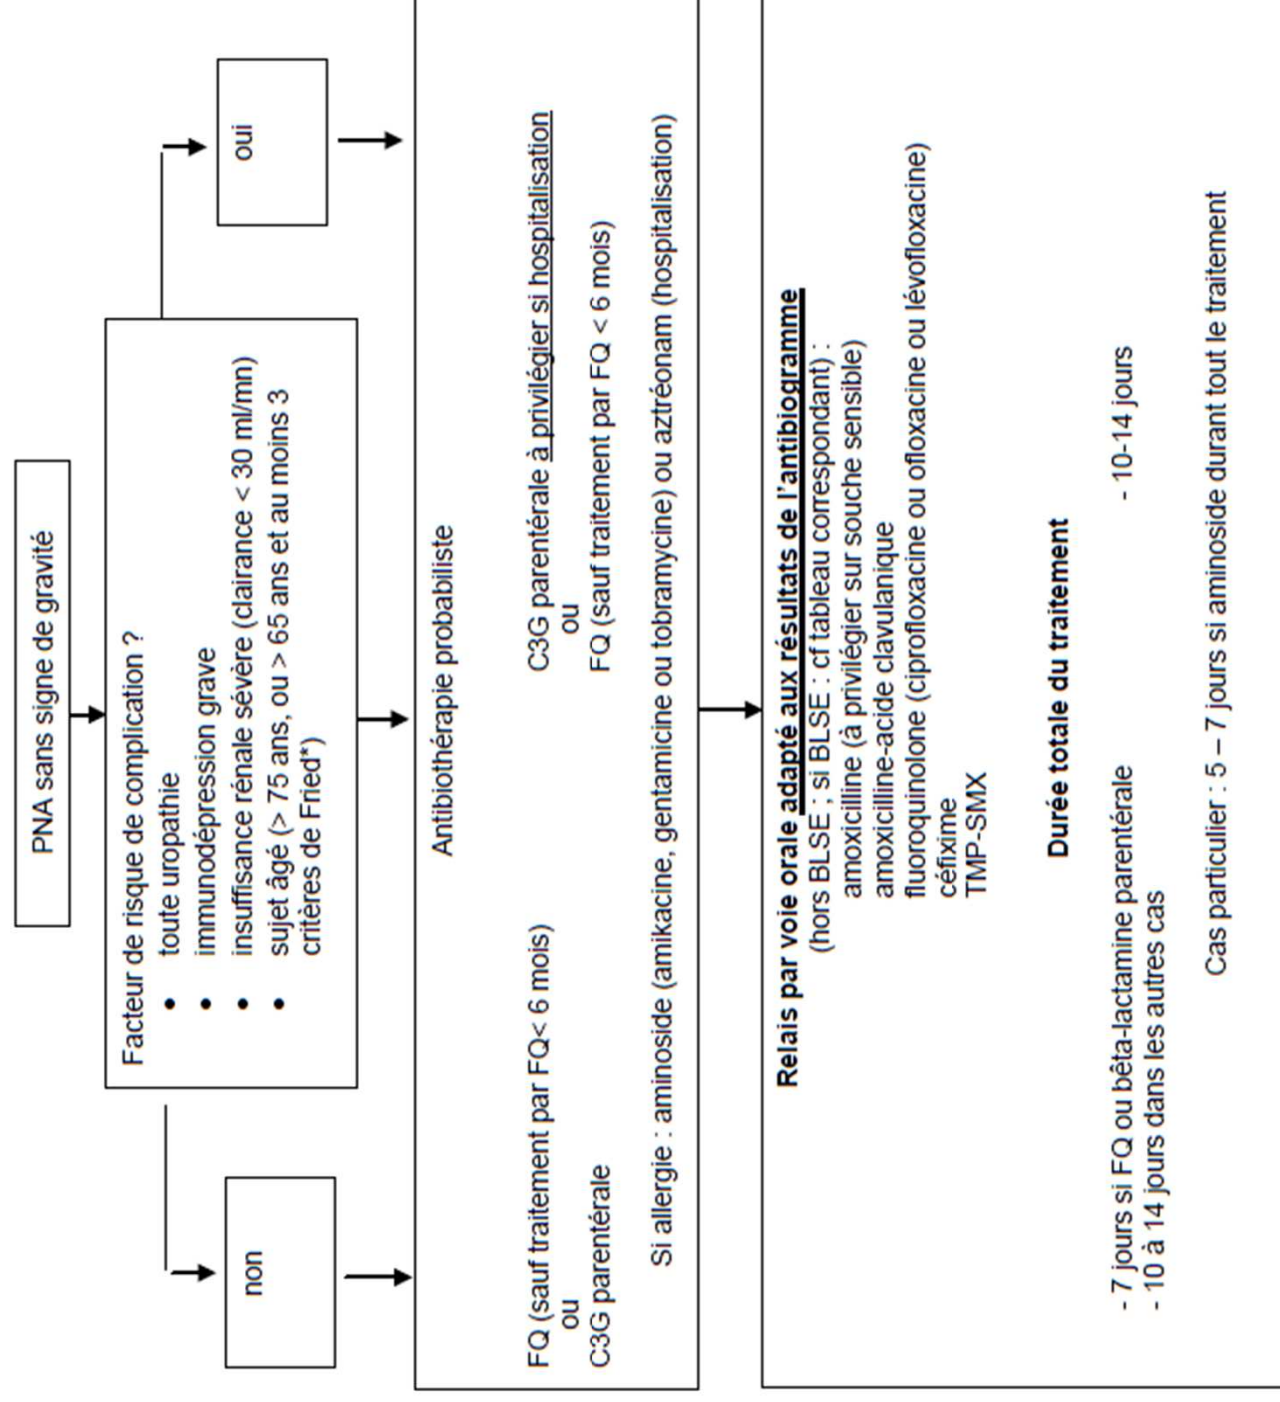 PNA sans signe de gravité
Facteur de risque de complication ?
• toute uropathie
• immunodépression grave
• insuffisance rénale sévère (clairance < 30 ml/mn)
• sujet âgé (> 75 ans, ou > 65 ans et au moins 3
critères de Fried*)
non
oui
Antibiothérapie probabiliste
FQ (sauf traitement par FQ< 6 mois)
ou
C3G parentérale
C3G parentérale à privilégier si hospitalisation
ou
FQ (sauf traitement par FQ < 6 mois)
Si allergie : aminoside (amikacine, gentamicine ou tobramycine) ou aztréonam (hospitalisation)
Relais par voie orale adapté aux résultats de l'antibiogramme
(hors BLSE ; si BLSE : cf tableau correspondant) :
amoxicilline (à privilégier sur souche sensible)
amoxicilline-acide clavulanique
fluoroquinolone (ciprofloxacine ou ofloxacine ou lévofloxacine)
céfixime
TMP-SMX
Durée totale du traitement
- 7 jours si FQ ou bêta-lactamine parentérale
- 10 à 14 jours dans les autres cas
- 10-14 jours
Cas particulier : 5 – 7 jours si aminoside durant tout le traitement